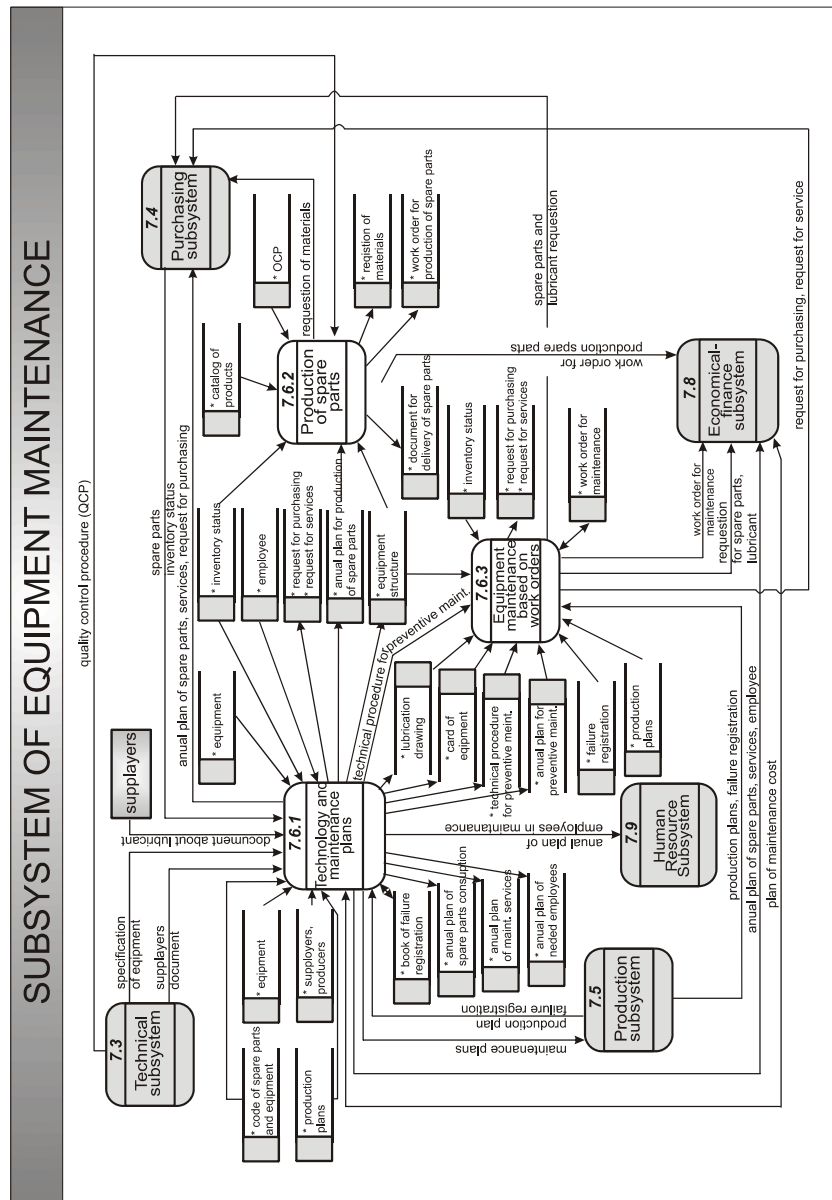 SUBSYSTEM OF EQUIPMENT MAINTENANCE
quality control procedure (QCP)
7.3
Technical
subsystem
specification
of eqipment
supplayers
document
supplayers
document about lubricant
spare parts
inventory status
anual plan of spare parts, services, request for purchasing
7.4
Purchasing
subsystem
* code of spare parts
and eqipment
* production
plans
* eqipment
* supployers,
producers
7.6.1
Technology and
maintenance
plans
* equipment
* inventory status
* employee
* request for purchasing
* request for services
* anual plan for production
of spare parts
* equipment
structure
* catalog of
products
* OCP
7.6.2
Production
of spare
parts
requestion of materials
* reqistion of
materials
* work order for
production of spare parts
* document for
delivery of spare parts
technical procedure for preventive maint.
* book of failure
registration
* anual plan of
spare parts consuption
* anual plan
of maint. services
* anual plan of
neded employees
* lubrication
drawing
* card of
eqipment
* technical procedure
for preventive maint.
* anual plan for
preventive maint.
* failure
registration
* production
plans
7.6.3
Equipment
maintenance
based on
work orders
* inventory status
* request for purchasing
* request for services
* work order for
maintenance
work order for
production spare parts
spare parts and
lubricant requestion
maintenance plans
production plan
failure registration
7.5
Production
subsystem
anual plan of
employees in maintance
7.9
Human
Resource
Subsystem
work order for
maintenance
requestion
for spare parts,
lubricant
7.8
Economical-
finance
subsystem
production plans, failure registration
anual plan of spare parts, services, employee
plan of maintenance cost
request for purchasing, request for service